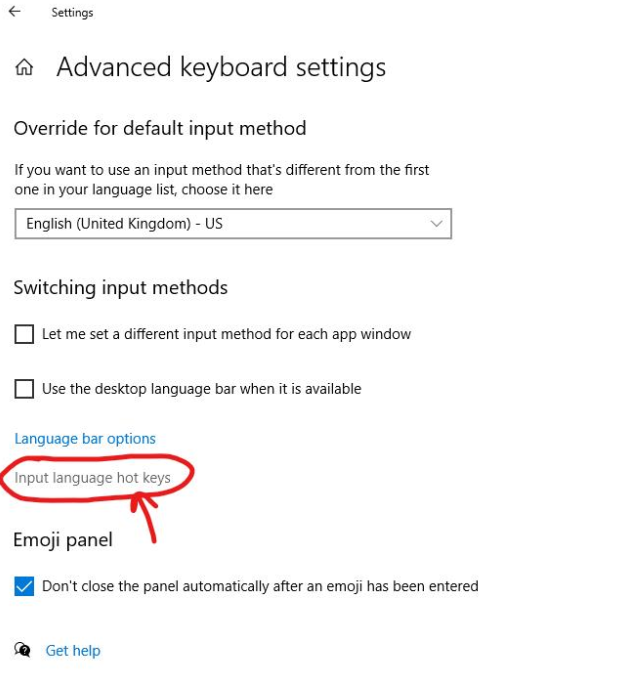 Settings
Advanced keyboard settings
Override for default input method
If you want to use an input method that's different from the first
one in your language list, choose it here
English (United Kingdom) - US
Switching input methods
Let me set a different input method for each app window
Use the desktop language bar when it is available
Language bar options
Input language hot keys
Emoji panel
Don't close the panel automatically after an emoji has been entered
Get help